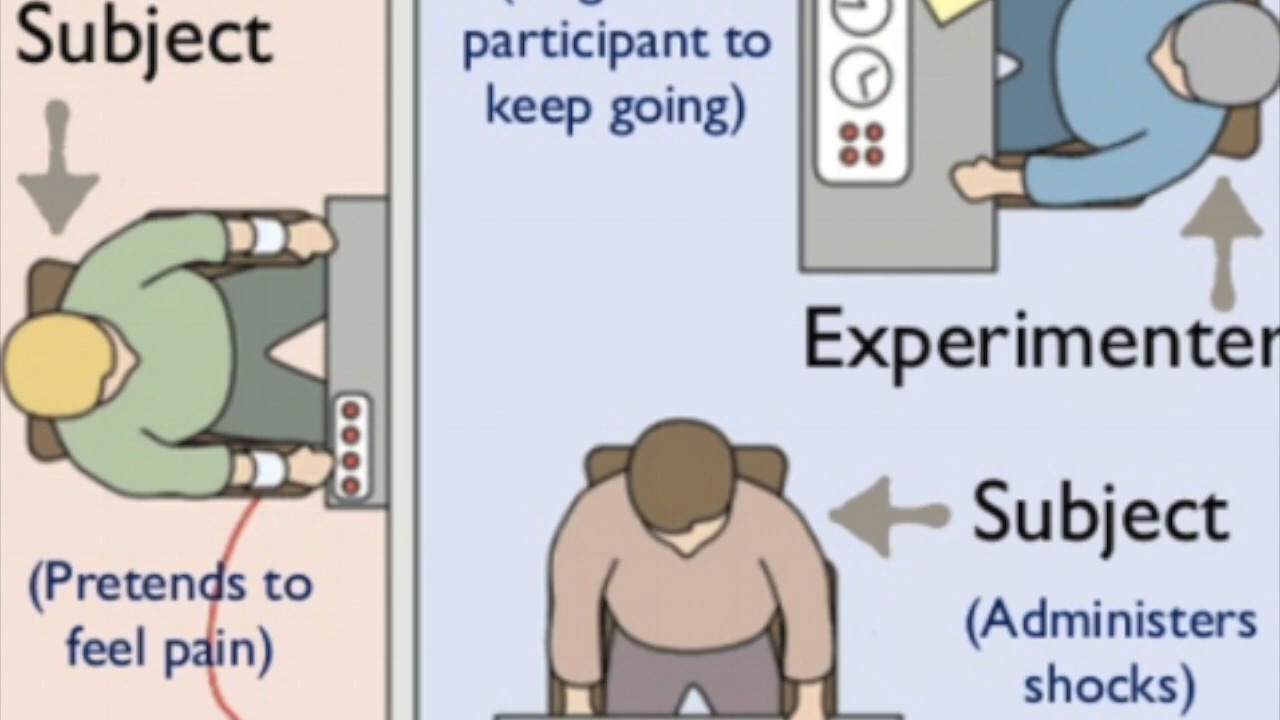 Subject
participant to
keep going)
Experimenter
Subject
(Pretends to
feel pain)
(Administers
shocks)